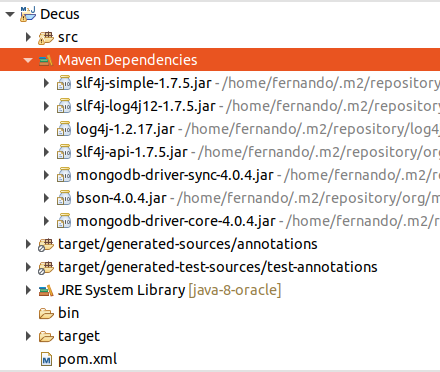 Decus
src
Maven Dependencies
slf4j-simple-1.7.5.jar - /home/fernando/.m2/repository
slf4j-log4j12-1.7.5.jar - /home/fernando/.m2/repositor
log4j-1.2.17.jar - /home/fernando/.m2/repository/log4j
slf4j-api-1.7.5.jar - /home/fernando/.m2/repository/org
mongodb-driver-sync-4.0.4.jar - /home/fernando/.m2/
bson-4.0.4.jar - /home/fernando/.m2/repository/org/m
mongodb-driver-core-4.0.4.jar - /home/fernando/.m2/
target/generated-sources/annotations
target/generated-test-sources/test-annotations
JRE System Library [java-8-oracle]
bin
target
pom.xml